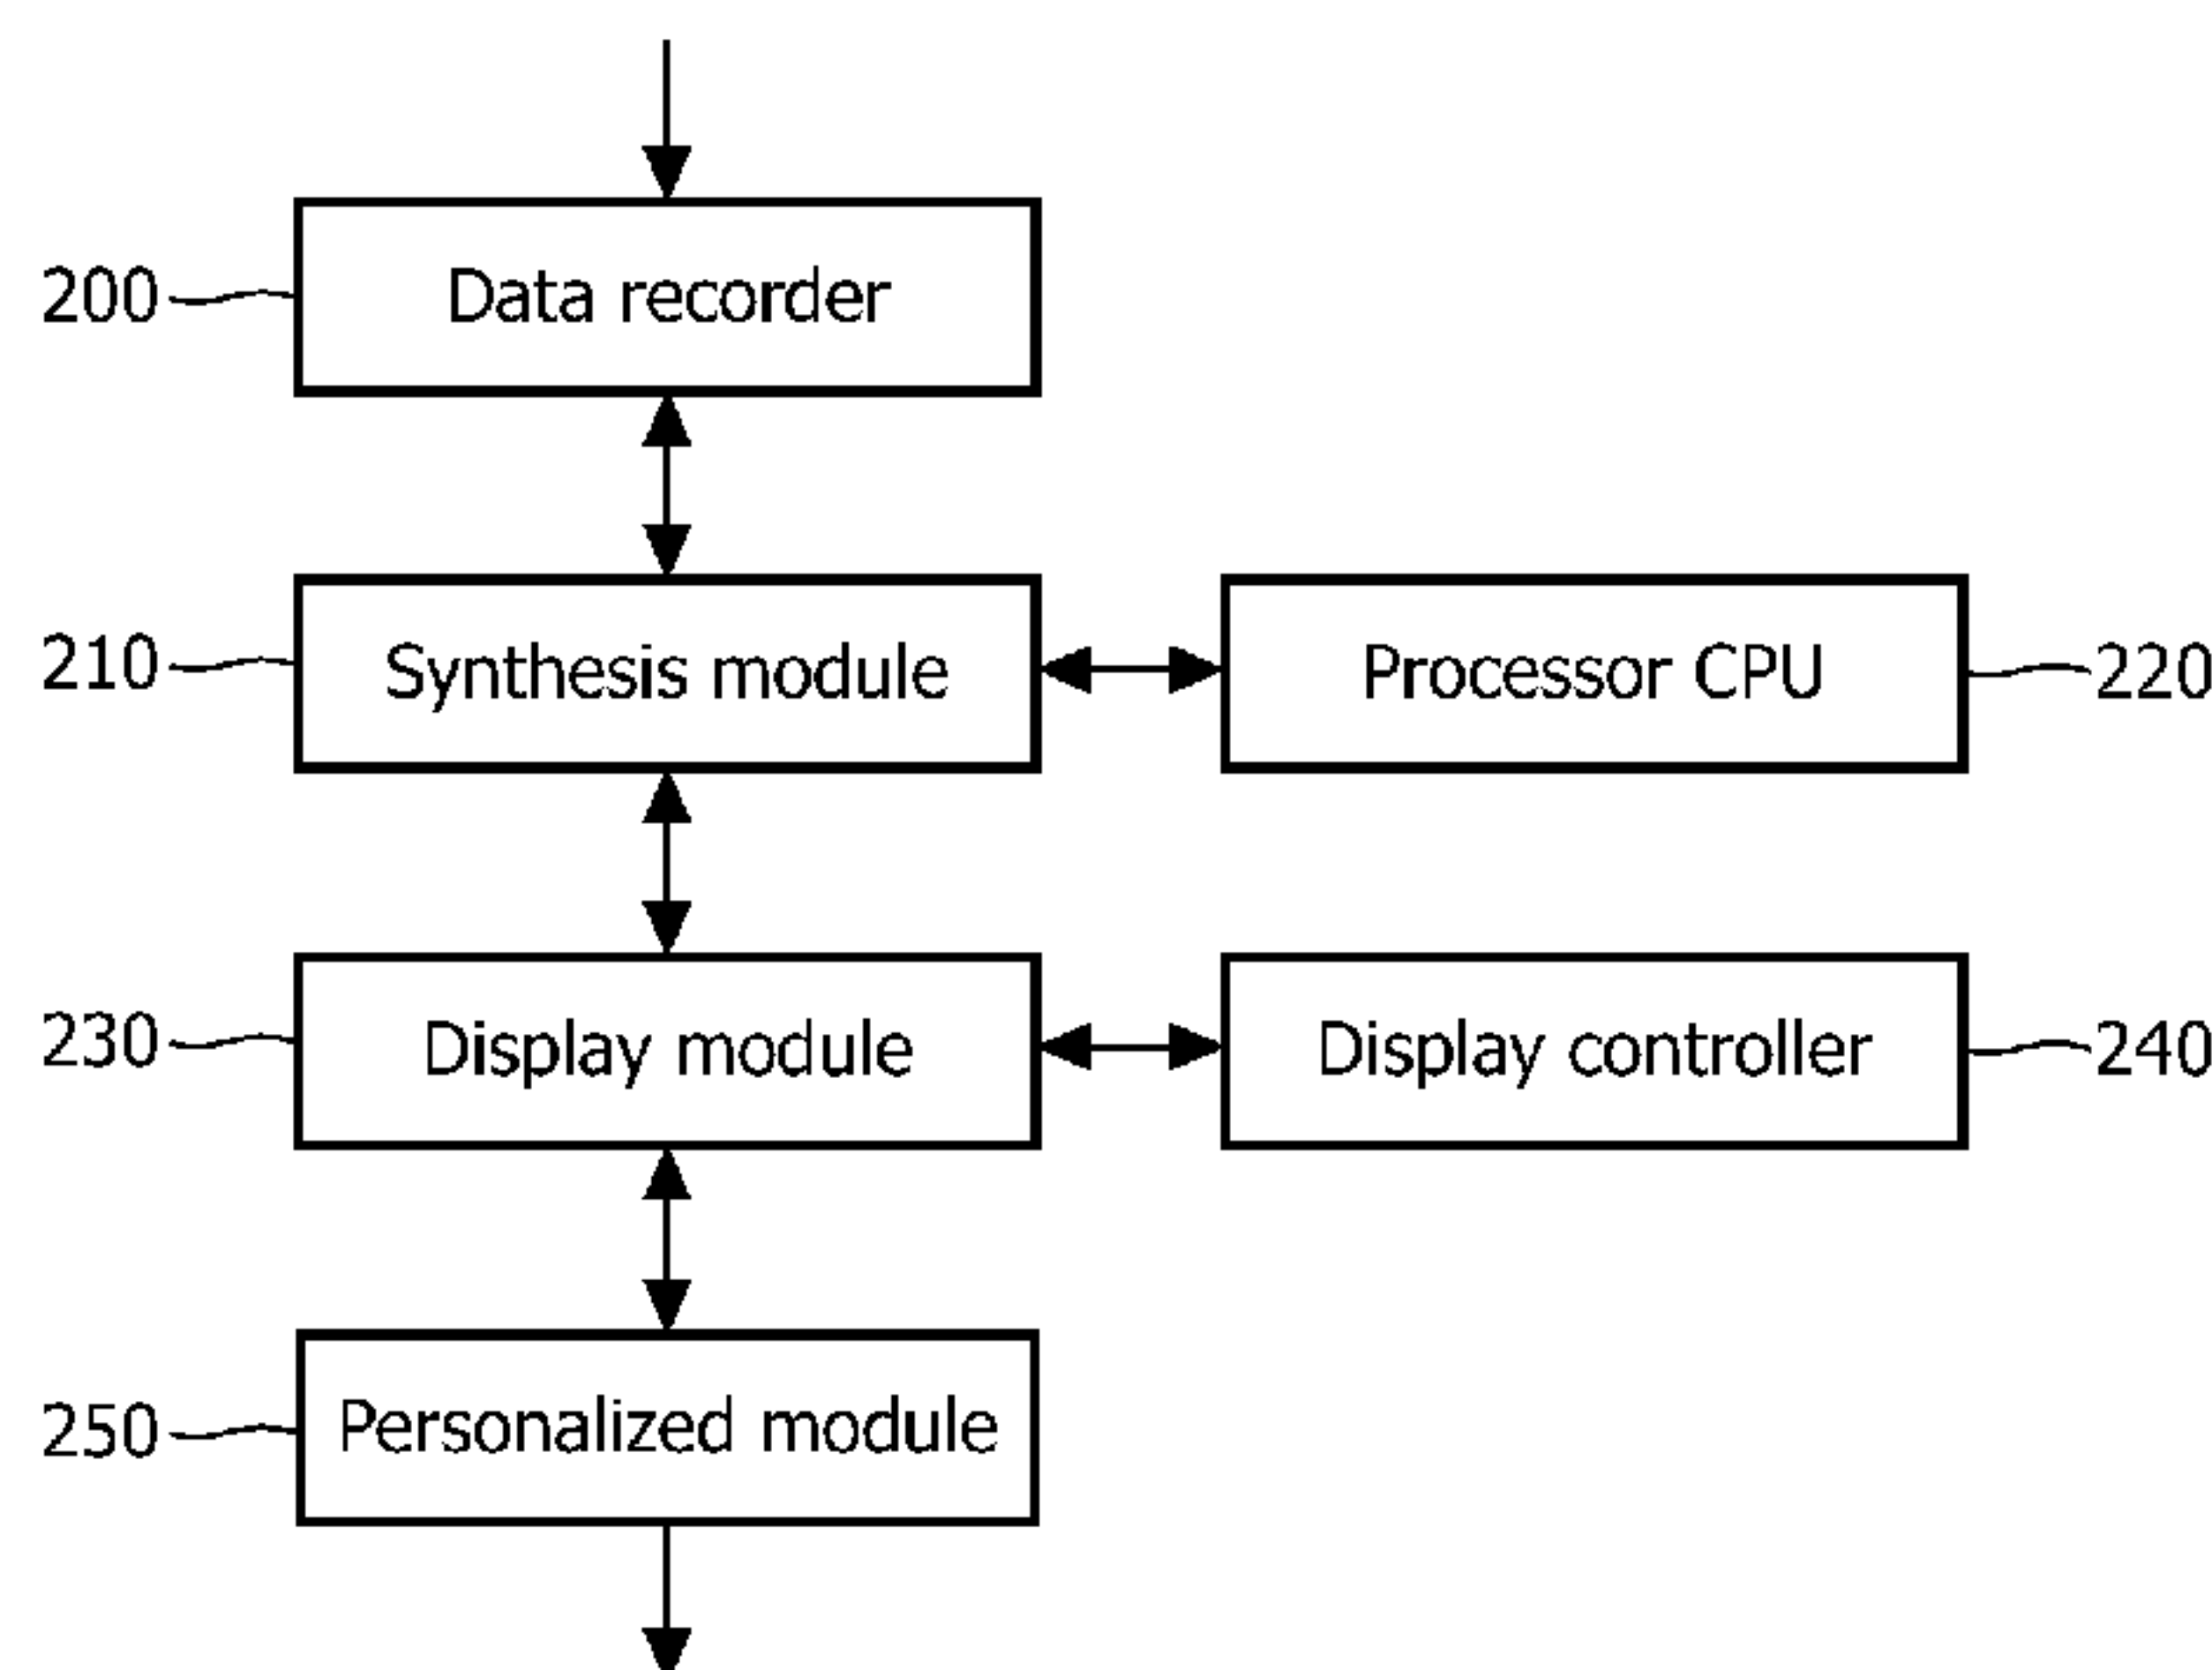 200 Data recorder
210 Synthesis module Processor CPU 220
230 Display module Display controller 240
250 Personalized module